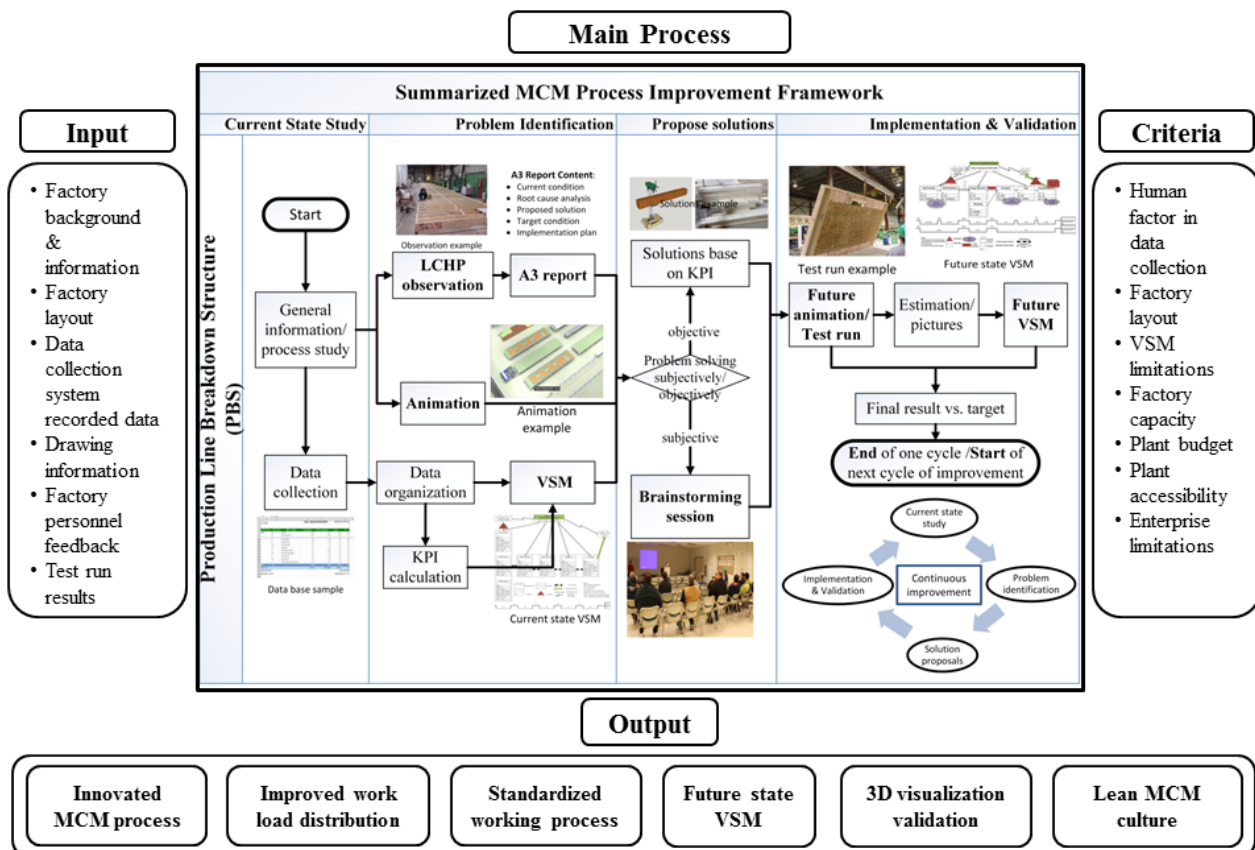 Main Process
Input
• Factory
background
&
information
• Factory
layout
• Data
collection
system
recorded data
• Drawing
information
• Factory
personnel
feedback
• Test run
results
Summarized MCM Process Improvement Framework
Current State Study
Problem Identification
Propose solutions
Implementation & Validation
Production Line Breakdown Structure
(PBS)
Start
General
information/
process study
Data
collection
Data base sample
A3 Report Content:
• Current condition
• Root cause analysis
• Proposed solution
• Target condition
• Implementation plan
Observation example
LCHP
observation
A3 report
Animation
Animation
example
Data
organization
VSM
KPI
calculation
Current state VSM
Solutions example
Solutions base
on KPI
objective
Problem solving
subjectively/
objectively
subjective
Brainstorming
session
Test run example
Future state VSM
Future
animation/
Test run
Estimation/
pictures
Future
VSM
Final result vs. target
End of one cycle /Start of
next cycle of improvement
Current state
study
Implementation
& Validation
Continuous
improvement
Problem
identification
Solution
proposals
Criteria
• Human
factor in
data
collection
• Factory
layout
• VSM
limitations
• Factory
capacity
• Plant budget
• Plant
accessibility
• Enterprise
limitations
Output
Innovated
MCM process
Improved work
load distribution
Standardized
working process
Future state
VSM
3D visualization
validation
Lean MCM
culture